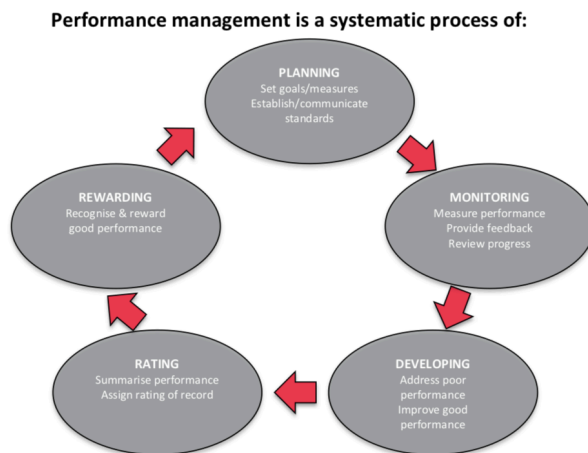 Performance management is a systematic process of:
PLANNING
Set goals/measures
Establish/communicate
standards
MONITORING
Measure performance
Provide feedback
Review progress
DEVELOPING
Address poor
performance
Improve good
performance
RATING
Summarise performance
Assign rating of record
REWARDING
Recognise & reward
good performance